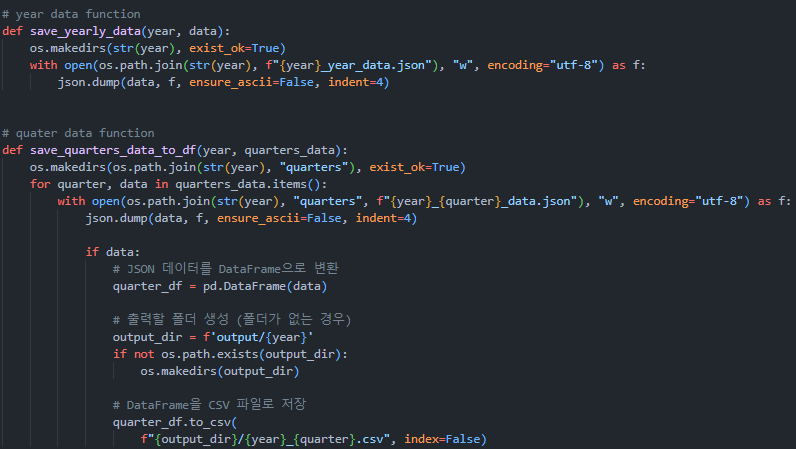 # year data function
def save_yearly_data(year, data):
    os.makedirs(str(year), exist_ok=True)
    with open(os.path.join(str(year), f"{year}_year_data.json"), "w", encoding="utf-8") as f:
        json.dump(data, f, ensure_ascii=False, indent=4)
# quater data function
def save_quarters_data_to_df(year, quarters_data):
    os.makedirs(os.path.join(str(year), "quarters"), exist_ok=True)
    for quarter, data in quarters_data.items():
        with open(os.path.join(str(year), "quarters", f"{year}_{quarter}_data.json"), "w", encoding="utf-8") as f:
            json.dump(data, f, ensure_ascii=False, indent=4)
            if data:
                # JSON 데이터를 DataFrame으로 변환
                quarter_df = pd.DataFrame(data)
                # 출력할 폴더 생성 (폴더가 없는 경우)
                output_dir = f'output/{year}'
                if not os.path.exists(output_dir):
                    os.makedirs(output_dir)
                # DataFrame을 CSV 파일로 저장
                quarter_df.to_csv(
                    f"{output_dir}/{year}_{quarter}.csv", index=False)